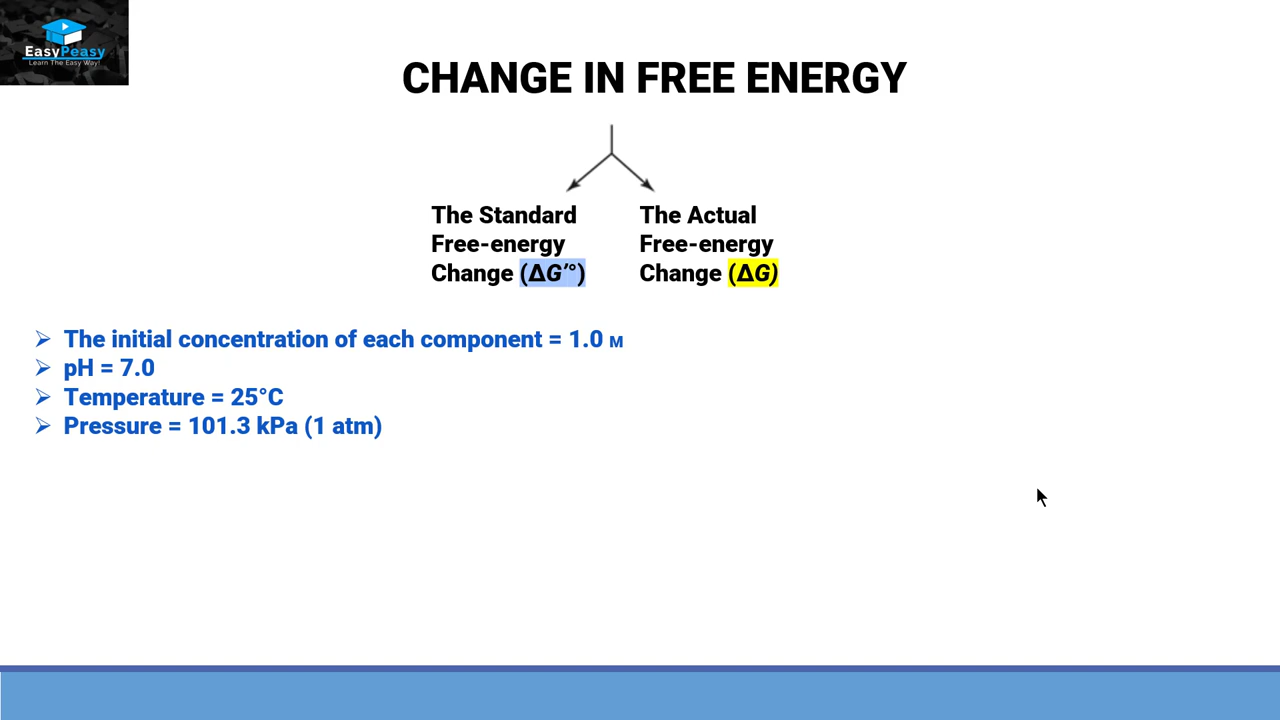 EasyPeasy
Learn The Easy Way!
CHANGE IN FREE ENERGY
The Standard
Free-energy
Change (ΔG′°)
The Actual
Free-energy
Change (ΔG)
➢ The initial concentration of each component = 1.0 M
➢ pH = 7.0
➢ Temperature = 25°C
➢ Pressure = 101.3 kPa (1 atm)